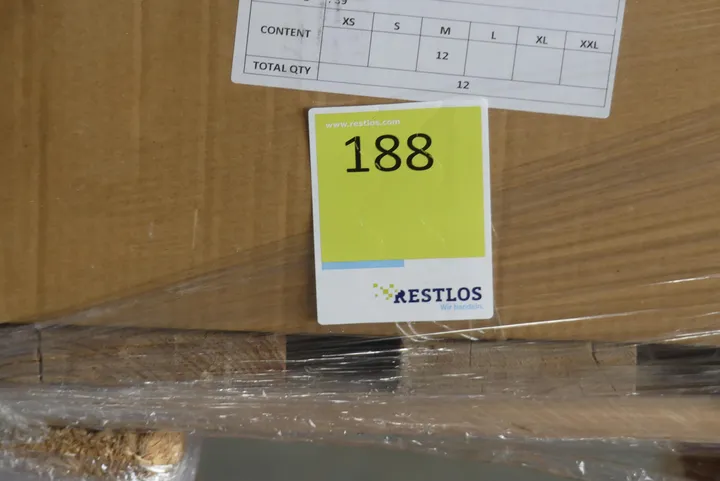 CONTENT XS S M L XL XXL
12
TOTAL QTY 12
www.restlos.com
188
RESTLOS